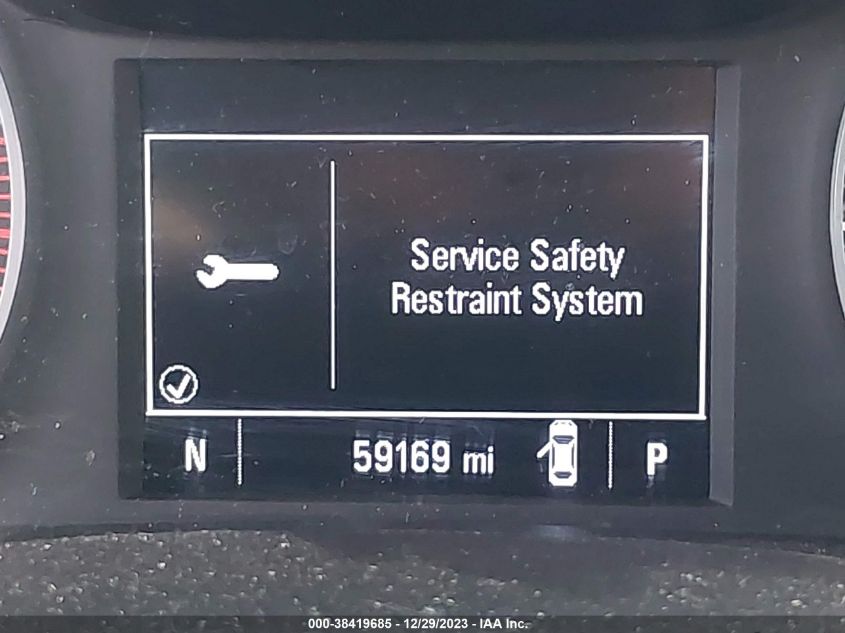 Service Safety
Restraint System
N 59169 mi P
000-38419685 - 12/29/2023 - IAA Inc.